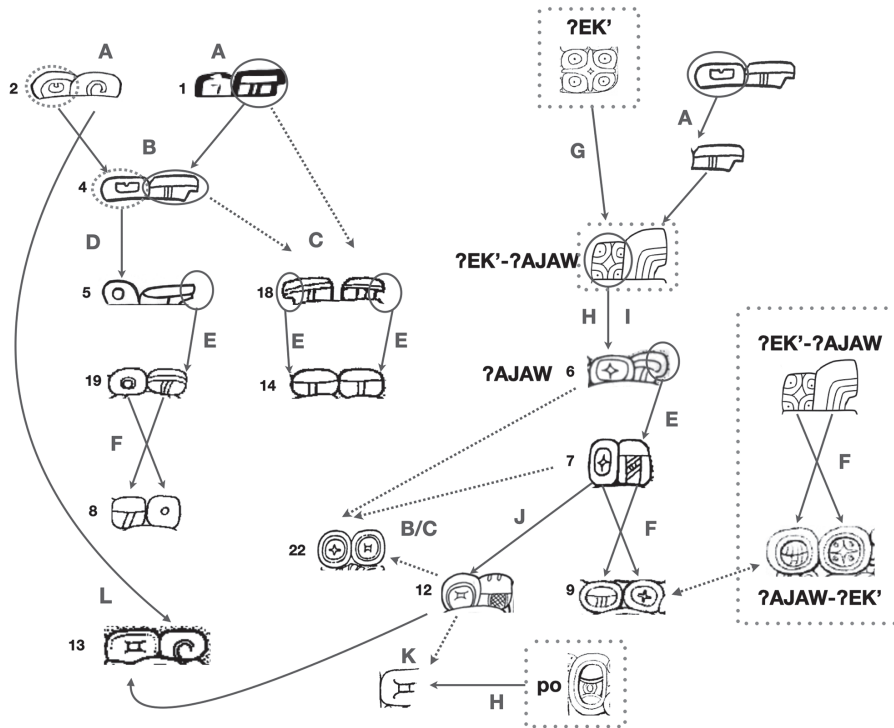 A
A
?EK'
2
1
A
B
G
4
D
C
?EK'-?AJAW
5
18
H I
E
E
E
?EK'-?AJAW
?AJAW 6
19
14
E
F
F
7
8
J
F
B/C
22
12
9
?AJAW-?EK'
L
13
K
po
H